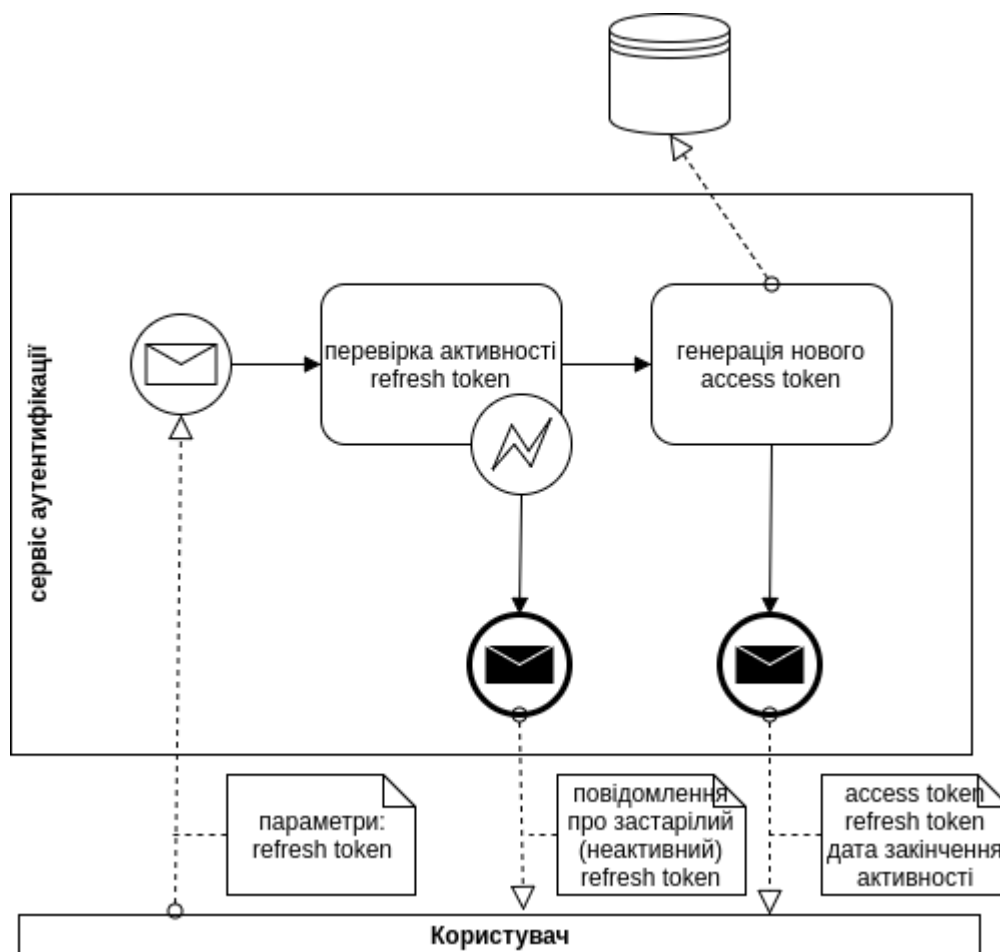 сервіс аутентифікації
перевірка активності
refresh token
генерація нового
access token
параметри:
refresh token
повідомлення
про застарілий
(неактивний)
refresh token
access token
refresh token
дата закінчення
активності
Користувач